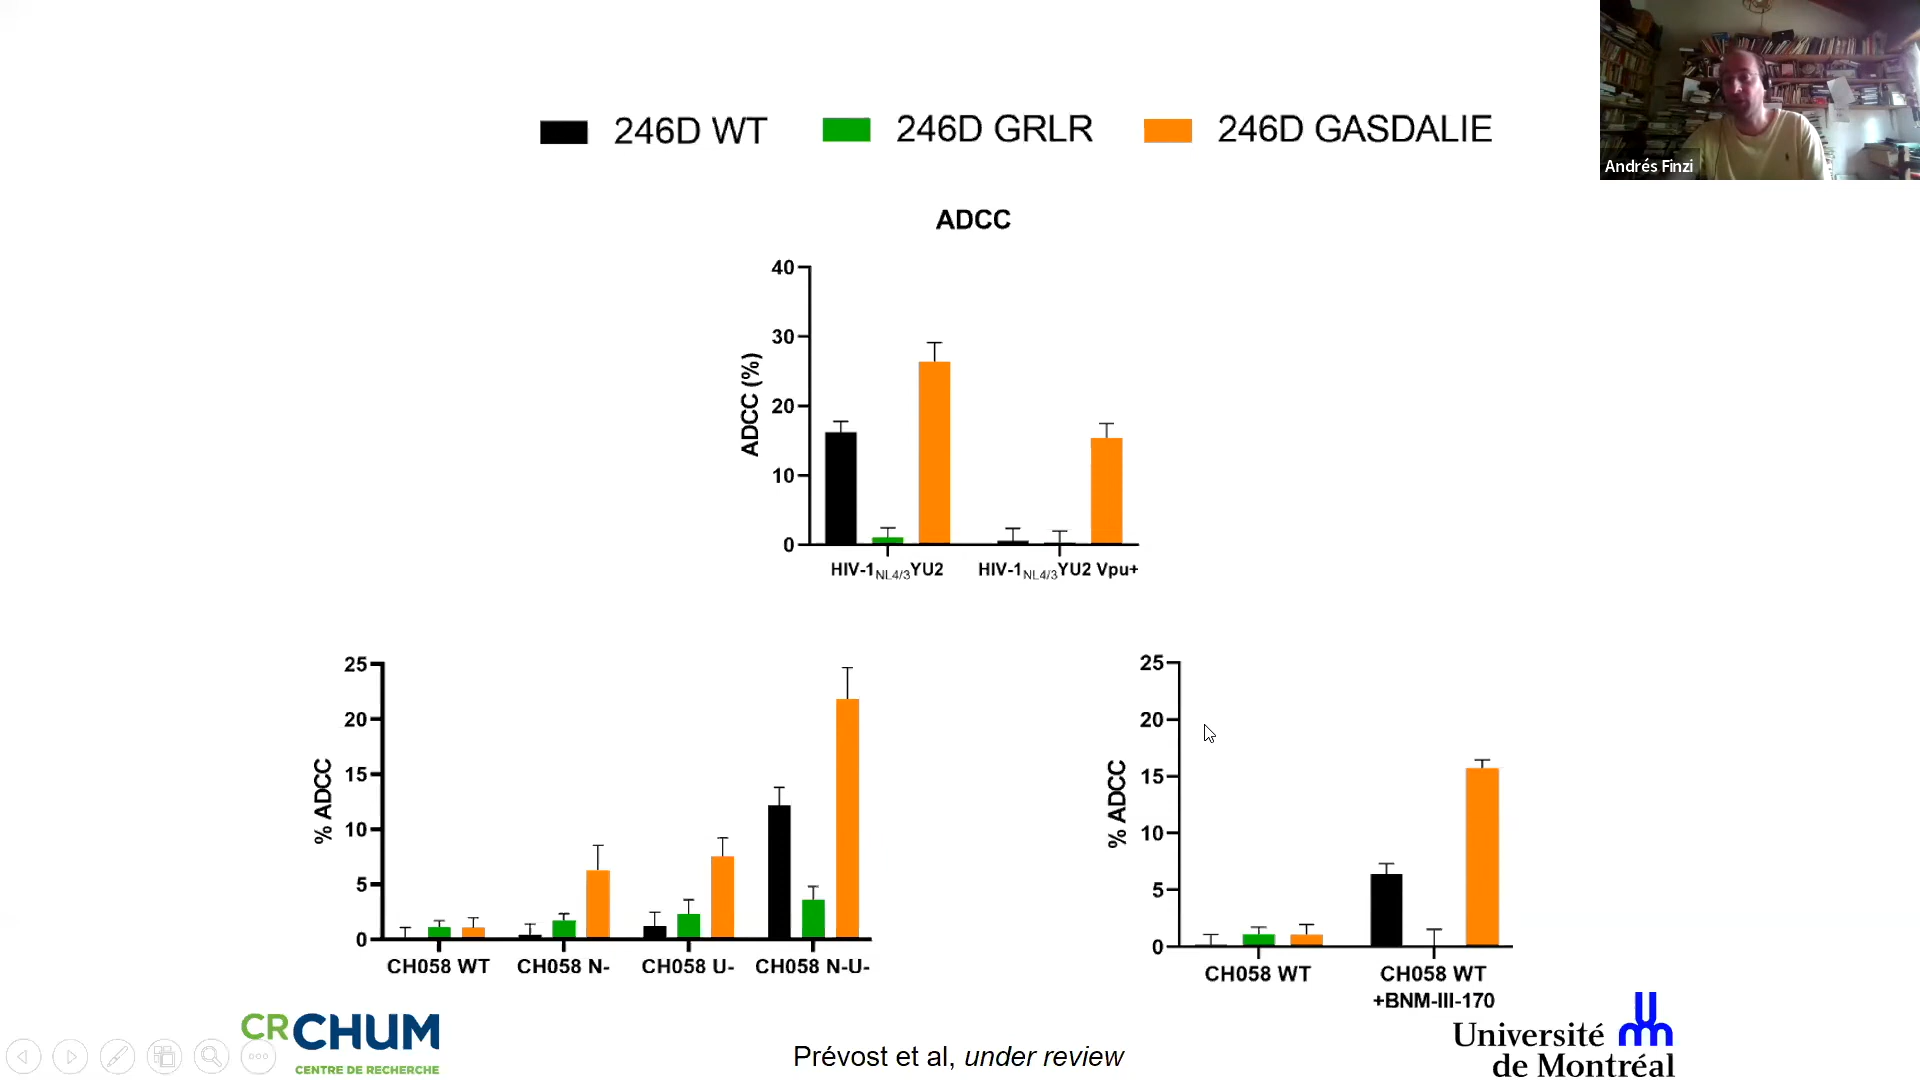 246D WT
246D GRLR
246D GASDALIE
Andrés Finzi
ADCC
ADCC (%)
40
30
20
10
0
HIV-1NL4/3YU2
HIV-1NL4/3YU2 Vpu+
% ADCC
25
20
15
10
5
0
CH058 WT
CH058 N-
CH058 U-
CH058 N-U-
% ADCC
25
20
15
10
5
0
CH058 WT
CH058 WT
+BNM-III-170
CRCHUM
CENTRE DE RECHERCHE
Prévost et al, under review
Université
de Montréal